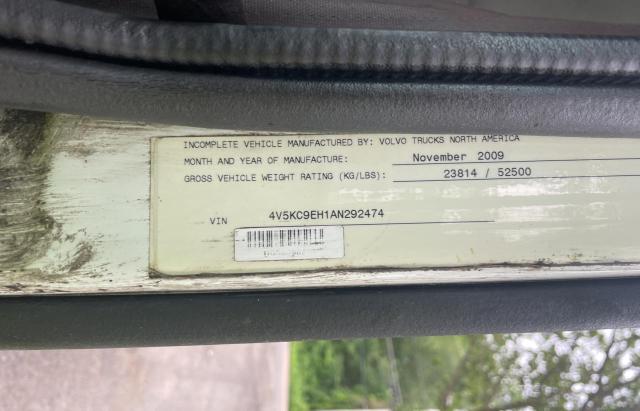 INCOMPLETE VEHICLE MANUFACTURED BY: VOLVO TRUCKS NORTH AMERICA
MONTH AND YEAR OF MANUFACTURE: November 2009
GROSS VEHICLE WEIGHT RATING (KG/LBS): 23814 / 52500
VIN 4V5KC9EH1AN292474